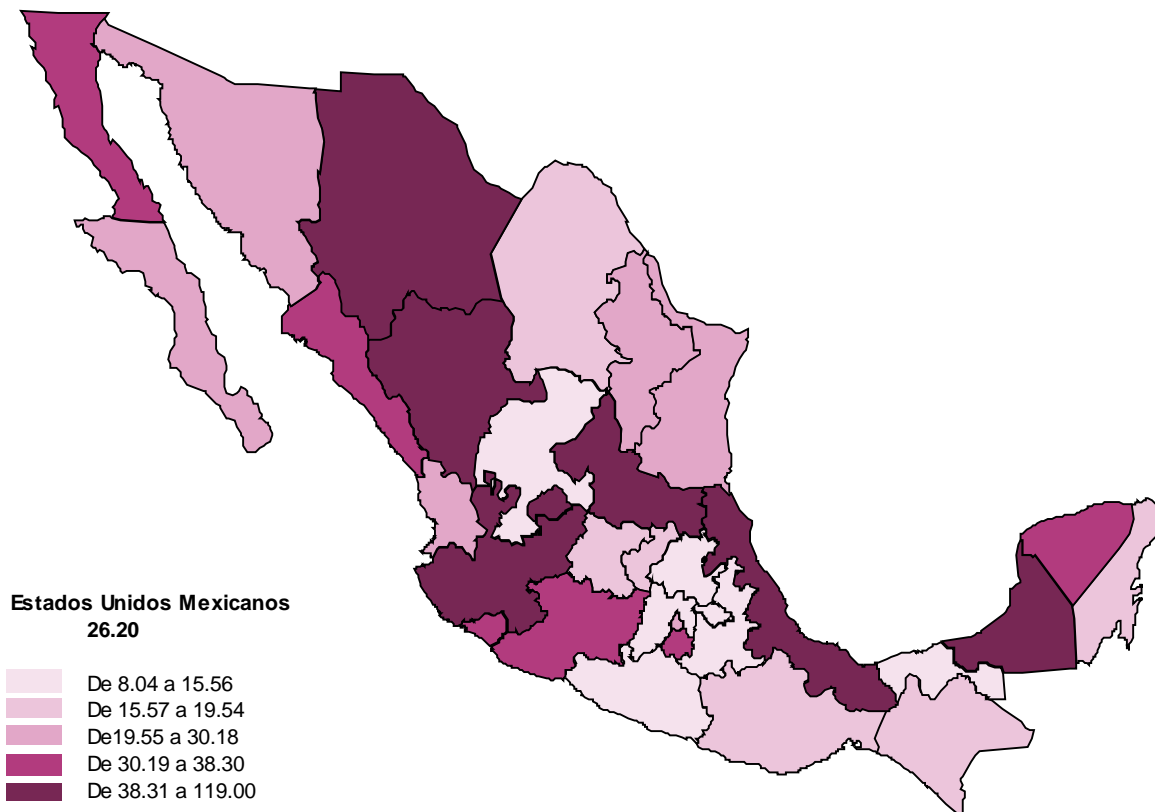 Estados Unidos Mexicanos
26.20
De 8.04 a 15.56
De 15.57 a 19.54
De19.55 a 30.18
De 30.19 a 38.30
De 38.31 a 119.00